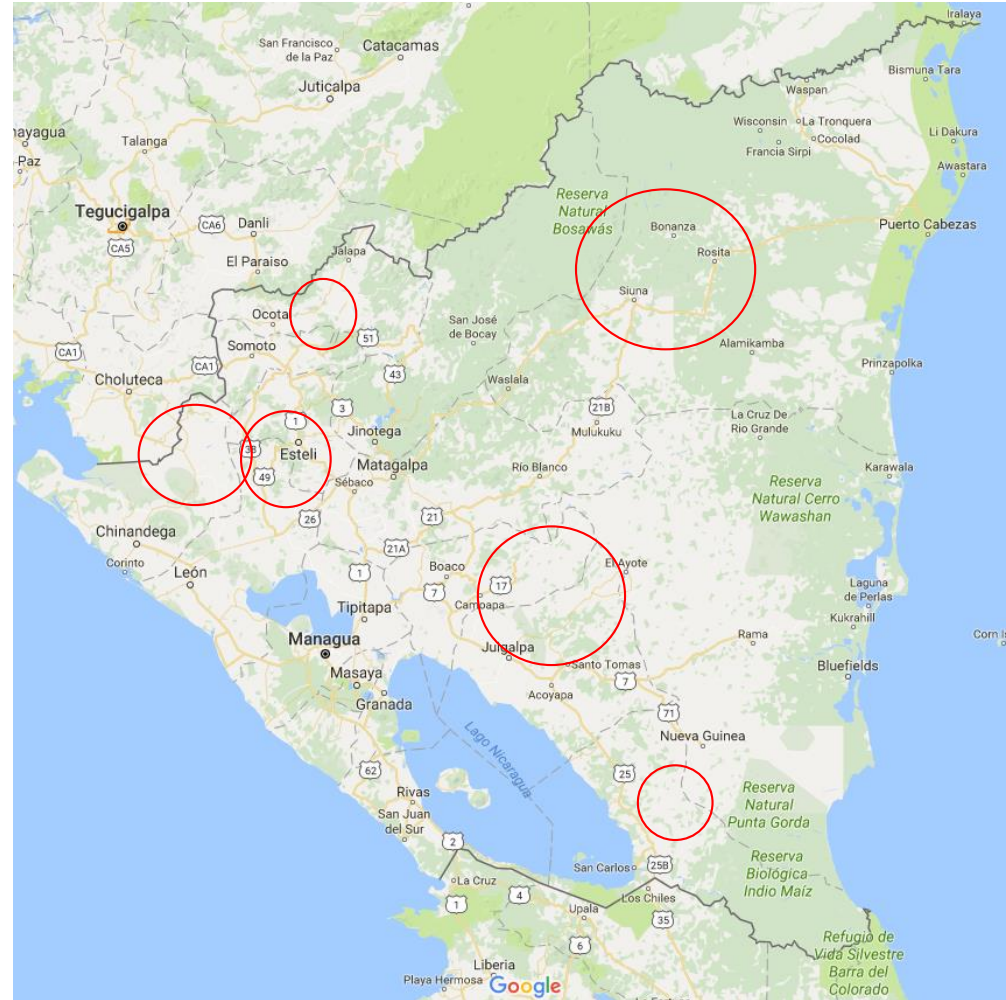 Iralaya
San Francisco
de la Paz
Catacamas
Juticalpa
Bismuna Tara
Waspan
Wisconsin
La Tronquera
Cocolad
Francia Sirpi
Li Dakura
Awastara
ayagua
Paz
Talanga
Tegucigalpa
CA6
Danli
CA5
El Paraiso
Jalapa
Reserva
Natural
Bosawás
Bonanza
Rosita
Puerto Cabezas
Siuna
Ocota
San José
de Bocay
51
Somoto
CA1
CA1
Choluteca
43
Alamikamba
Prinzapolka
Waslala
3
1
21B
Mulukuku
La Cruz De
Rio Grande
Jinotega
Esteli
38
49
Matagalpa
Sébaco
Río Blanco
Karawala
Reserva
Natural Cerro
Wawashan
Chinandega
Corinto
León
26
21
21A
1
Boaco
7
17
Camoapa
El Ayote
Laguna
de Perlas
Kukrahill
Corn Is
Tipitapa
Managua
Masaya
Granada
Juigalpa
Santo Tomas
Acoyapa
7
Rama
Bluefields
71
Nueva Guinea
Lago Nicaragua
62
25
Rivas
San Juan
del Sur
2
Reserva
Natural
Punta Gorda
Reserva
Biológica
Indio Maíz
San Carlos
25B
La Cruz
Los Chiles
1
4
Upala
35
6
Liberia
Playa Hermosa
Google
Refugio de
Vida Silvestre
Barra del
Colorado